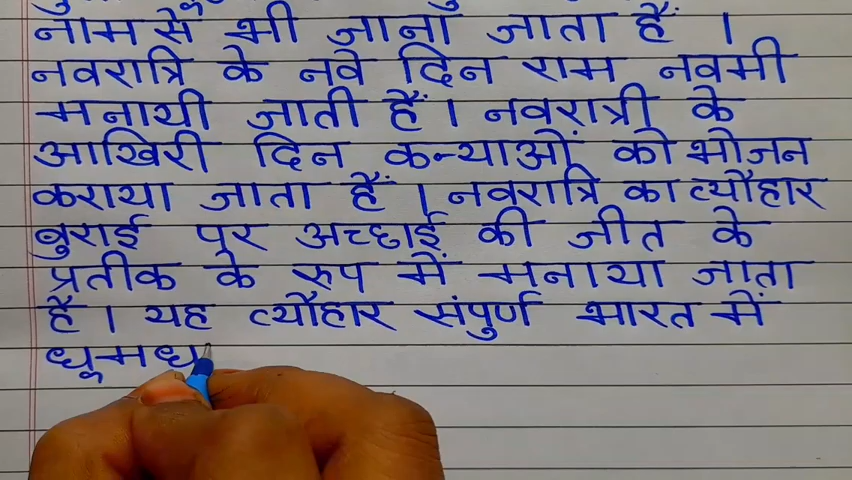 नाम से भी जाना जाता हैं ।
नवरात्रि के नवे दिन राम नवमी
मनायी जाती हैं । नवरात्री के
आखिरी दिन कन्याओं को भोजन
कराया जाता हैं । नवरात्रि का त्यौहार
बुराई पर अच्छाई की जीत के
प्रतीक के रुप में मनाया जाता
है । यह त्यौहार संपुर्ण भारत में
धूमध